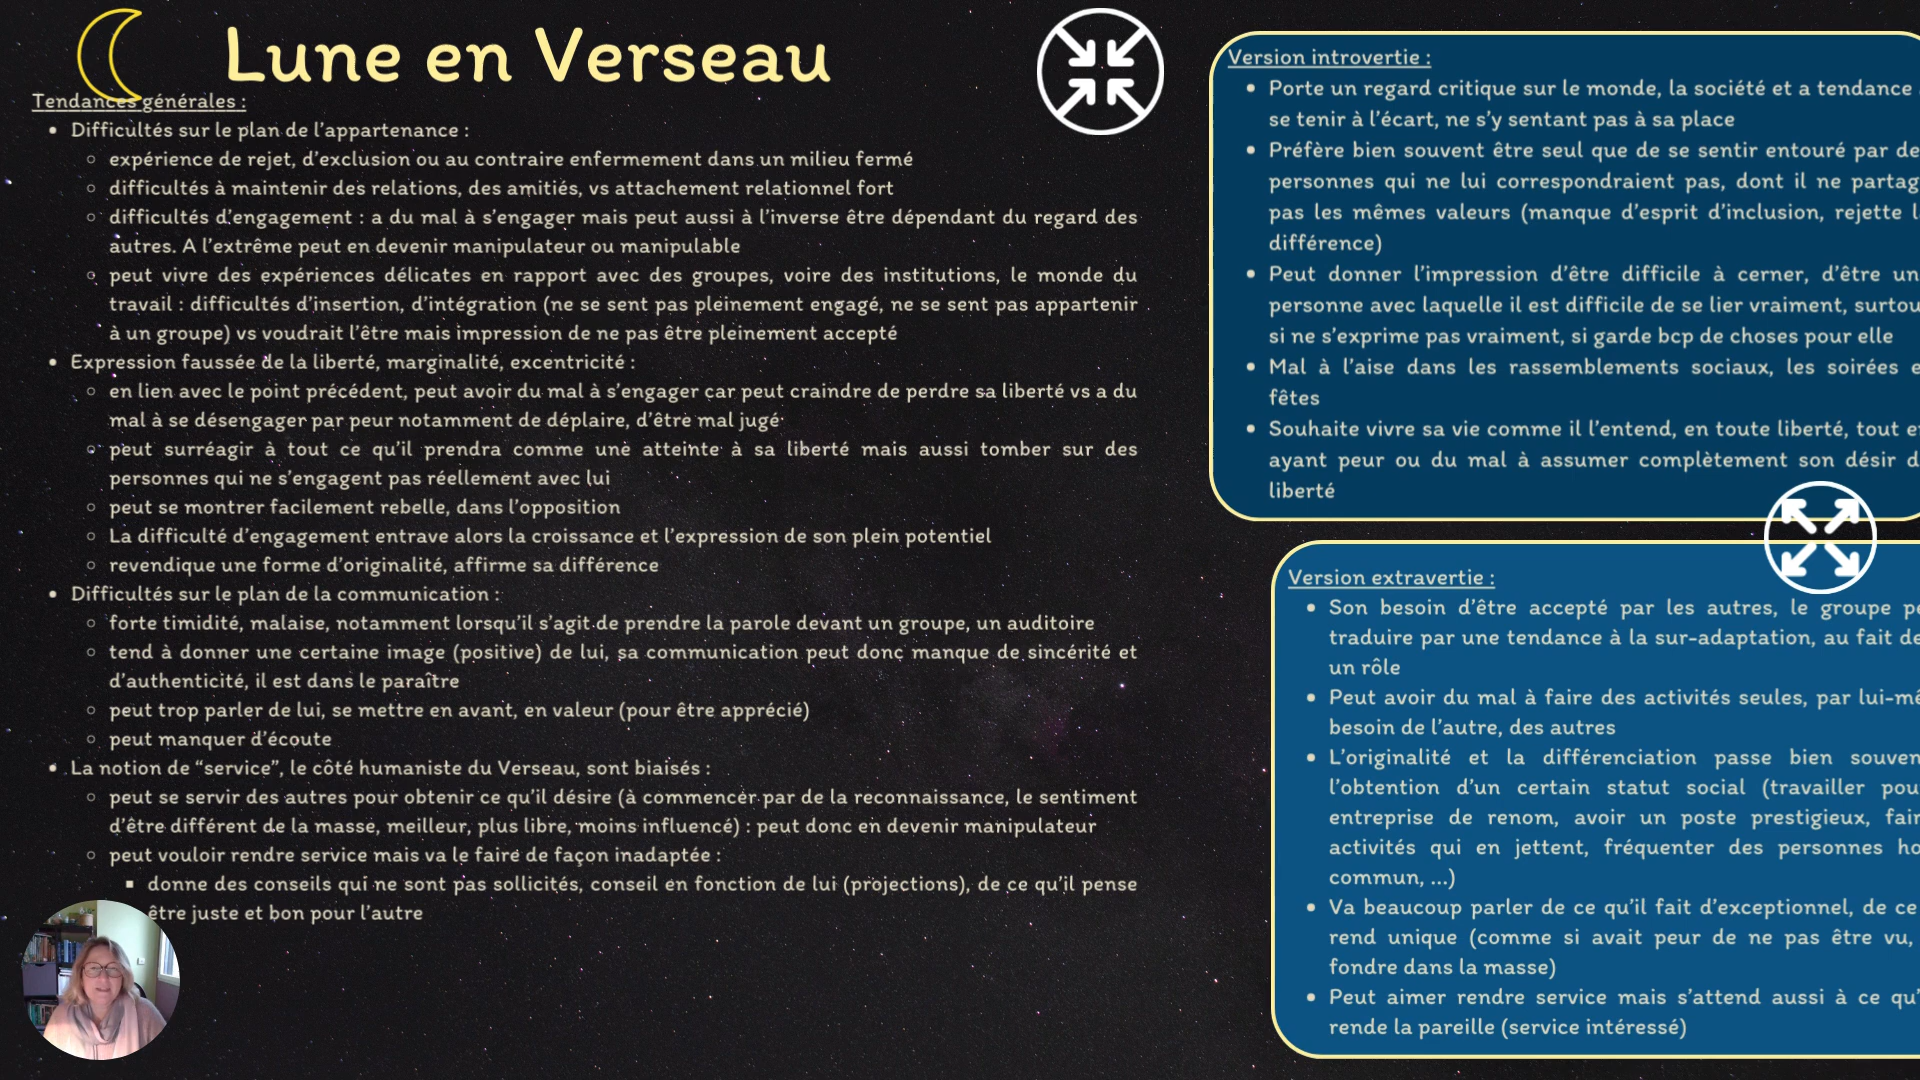 Lune en Verseau
Tendances générales :
Difficultés sur le plan de l'appartenance :
expérience de rejet, d'exclusion ou au contraire enfermement dans un milieu fermé
difficultés à maintenir des relations, des amitiés, vs attachement relationnel fort
difficultés d'engagement : a du mal à s'engager mais peut aussi à l'inverse être dépendant du regard des
autres. A l'extrême peut en devenir manipulateur ou manipulable
peut vivre des expériences délicates en rapport avec des groupes, voire des institutions, le monde du
travail : difficultés d'insertion, d'intégration (ne se sent pas pleinement engagé, ne se sent pas appartenir
à un groupe) vs voudrait l'être mais impression de ne pas être pleinement accepté
Expression faussée de la liberté, marginalité, excentricité :
en lien avec le point précédent, peut avoir du mal à s'engager car peut craindre de perdre sa liberté vs a du
mal à se désengager par peur notamment de déplaire, d'être mal jugé
peut surréagir à tout ce qu'il prendra comme une atteinte à sa liberté mais aussi tomber sur des
personnes qui ne s'engagent pas réellement avec lui
peut se montrer facilement rebelle, dans l'opposition
La difficulté d'engagement entrave alors la croissance et l'expression de son plein potentiel
revendique une forme d'originalité, affirme sa différence
Difficultés sur le plan de la communication :
forte timidité, malaise, notamment lorsqu'il s'agit de prendre la parole devant un groupe, un auditoire
tend à donner une certaine image (positive) de lui, sa communication peut donc manque de sincérité et
d'authenticité, il est dans le paraître
peut trop parler de lui, se mettre en avant, en valeur (pour être apprécié)
peut manquer d'écoute
La notion de “service”, le côté humaniste du Verseau, sont biaisés :
peut se servir des autres pour obtenir ce qu'il désire (à commencer par de la reconnaissance, le sentiment
d'être différent de la masse, meilleur, plus libre, moins influencé) : peut donc en devenir manipulateur
peut vouloir rendre service mais va le faire de façon inadaptée :
donne des conseils qui ne sont pas sollicités, conseil en fonction de lui (projections), de ce qu'il pense
être juste et bon pour l'autre
Version introvertie :
Porte un regard critique sur le monde, la société et a tendance
se tenir à l'écart, ne s'y sentant pas à sa place
Préfère bien souvent être seul que de se sentir entouré par de
personnes qui ne lui correspondraient pas, dont il ne partag
pas les mêmes valeurs (manque d'esprit d'inclusion, rejette l
différence)
Peut donner l'impression d'être difficile à cerner, d'être un
personne avec laquelle il est difficile de se lier vraiment, surtou
si ne s'exprime pas vraiment, si garde bcp de choses pour elle
Mal à l'aise dans les rassemblements sociaux, les soirées e
fêtes
Souhaite vivre sa vie comme il l'entend, en toute liberté, tout e
ayant peur ou du mal à assumer complètement son désir d
liberté
Version extravertie :
Son besoin d'être accepté par les autres, le groupe pe
traduire par une tendance à la sur-adaptation, au fait de
un rôle
Peut avoir du mal à faire des activités seules, par lui-mê
besoin de l'autre, des autres
L'originalité et la différenciation passe bien souven
l'obtention d'un certain statut social (travailler pou
entreprise de renom, avoir un poste prestigieux, fair
activités qui en jettent, fréquenter des personnes ho
commun, ...)
Va beaucoup parler de ce qu'il fait d'exceptionnel, de ce
rend unique (comme si avait peur de ne pas être vu,
fondre dans la masse)
Peut aimer rendre service mais s'attend aussi à ce qu'
rende la pareille (service intéressé)